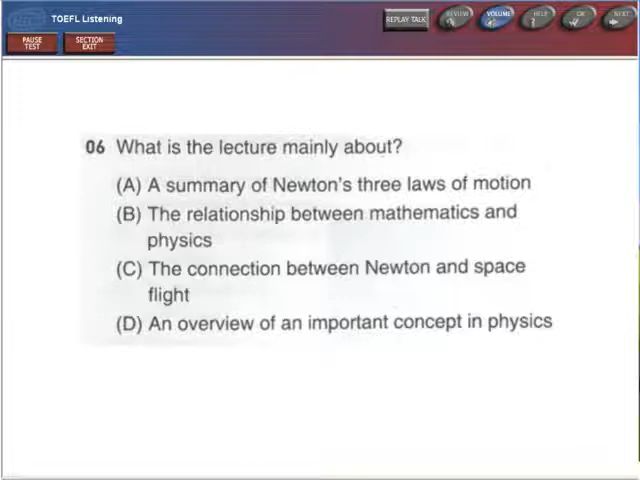 TOEFL Listening
REPLAY TALK
REVIEW
VOLUME
HELP
OK
NEXT
PAUSE
TEST
SECTION
EXIT
06 What is the lecture mainly about?
(A) A summary of Newton's three laws of motion
(B) The relationship between mathematics and
physics
(C) The connection between Newton and space
flight
(D) An overview of an important concept in physics